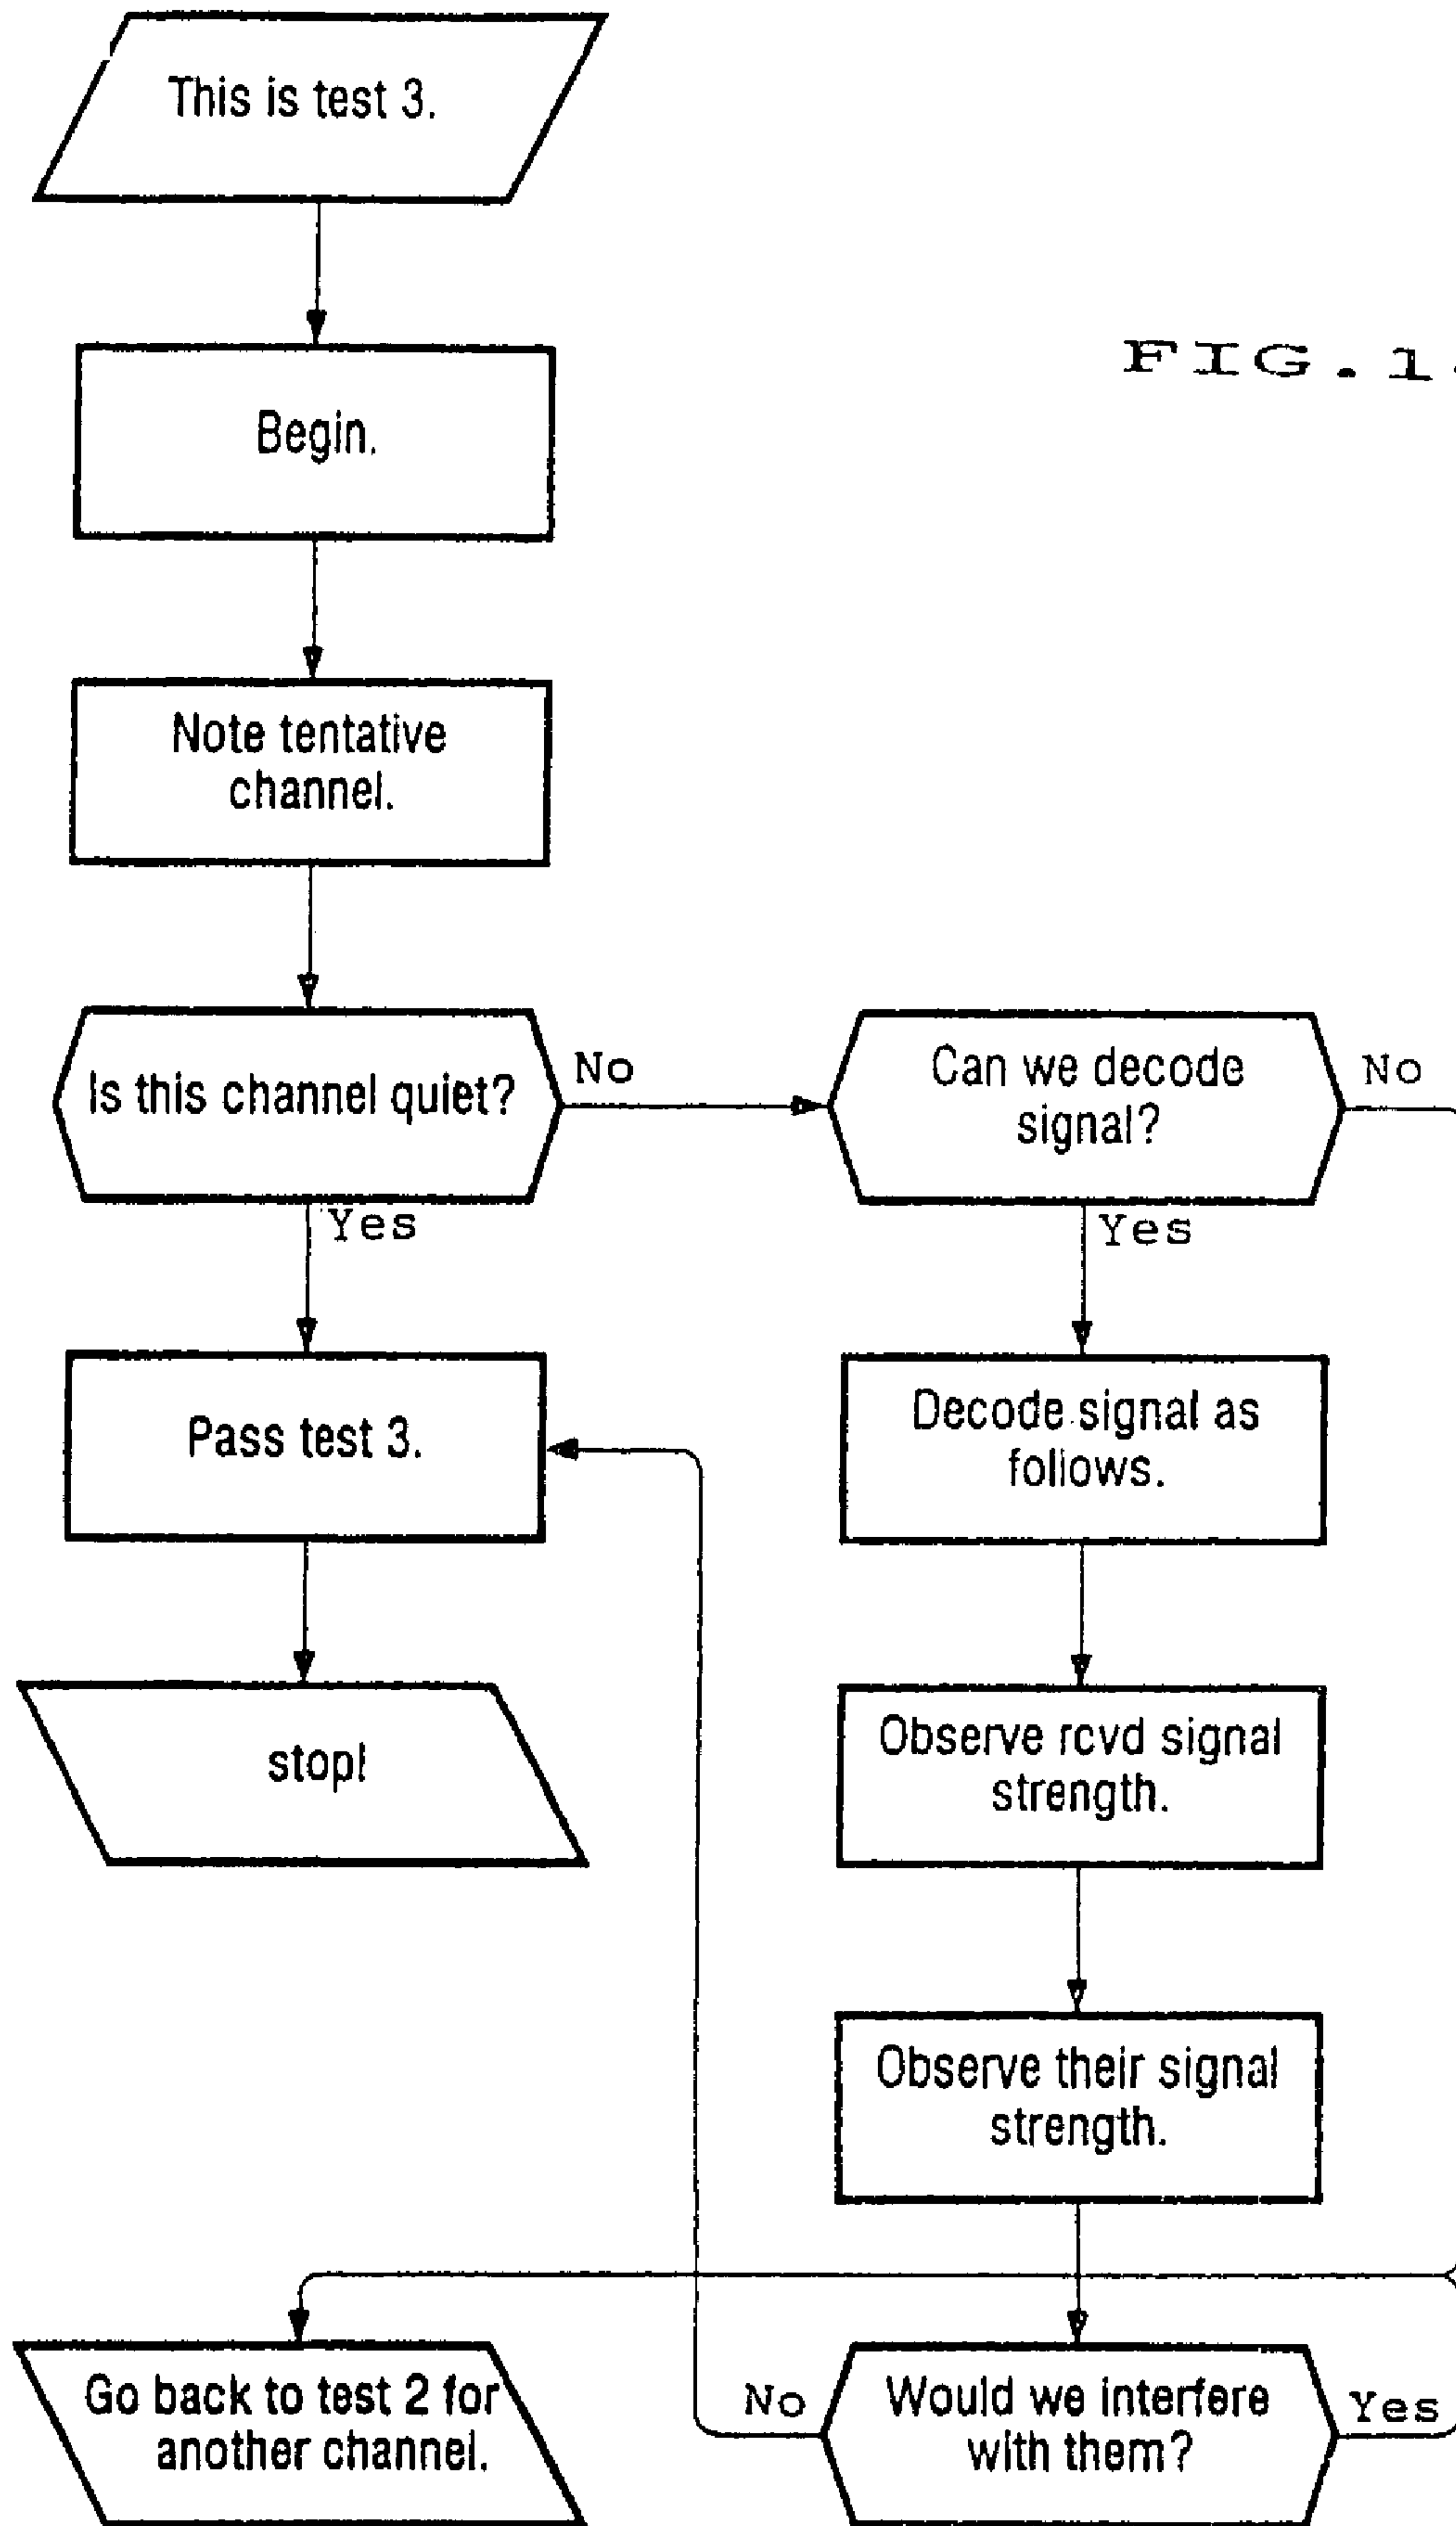 This is test 3.
FIG.1
Begin.
Note tentative
channel.
Is this channel quiet?
No
Can we decode
signal?
No
Yes
Yes
Pass test 3.
Decode signal as
follows.
stop!
Observe rcvd signal
strength.
Observe their signal
strength.
Go back to test 2 for
another channel.
No
Would we interfere
with them?
Yes